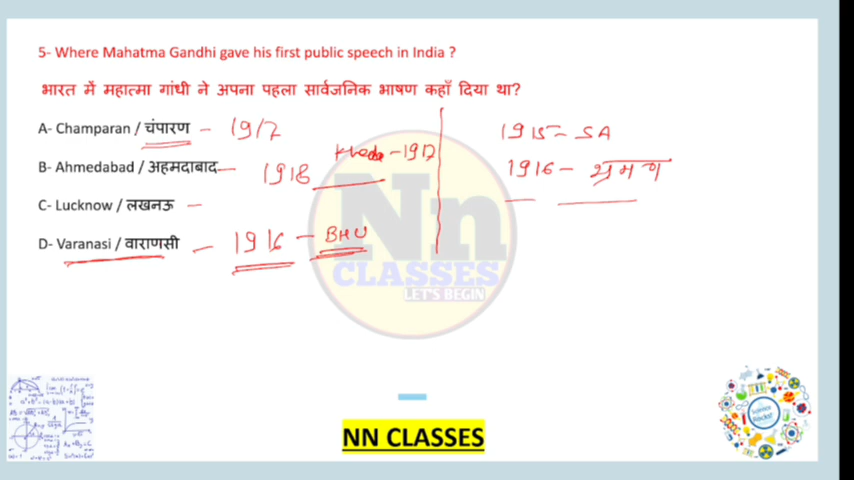 5- Where Mahatma Gandhi gave his first public speech in India ?
भारत में महात्मा गांधी ने अपना पहला सार्वजनिक भाषण कहाँ दिया था?
A- Champaran / चंपारण - 1917
B- Ahmedabad / अहमदाबाद - 1918
Kheda - 1917
C- Lucknow / लखनऊ -
D- Varanasi / वाराणसी - 1916 - BHU
1915 - SA
1916 - भ्रमण
Nn
CLASSES
LET'S BEGIN
NN CLASSES